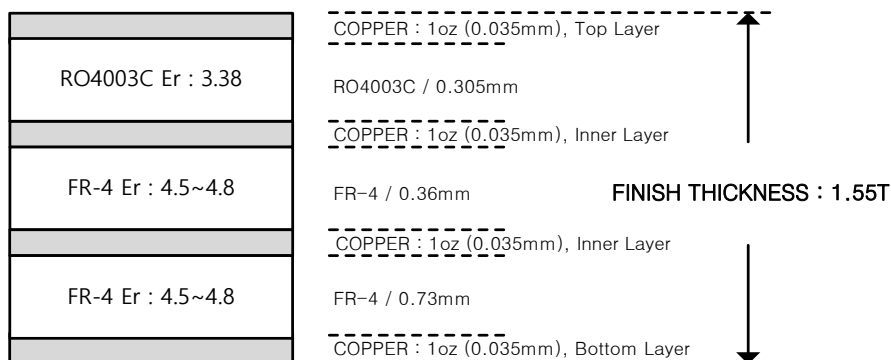 COPPER : 1oz (0.035mm), Top Layer
RO4003C Er : 3.38
RO4003C / 0.305mm
COPPER : 1oz (0.035mm), Inner Layer
FR-4 Er : 4.5~4.8
FR-4 / 0.36mm
FINISH THICKNESS : 1.55T
COPPER : 1oz (0.035mm), Inner Layer
FR-4 Er : 4.5~4.8
FR-4 / 0.73mm
COPPER : 1oz (0.035mm), Bottom Layer